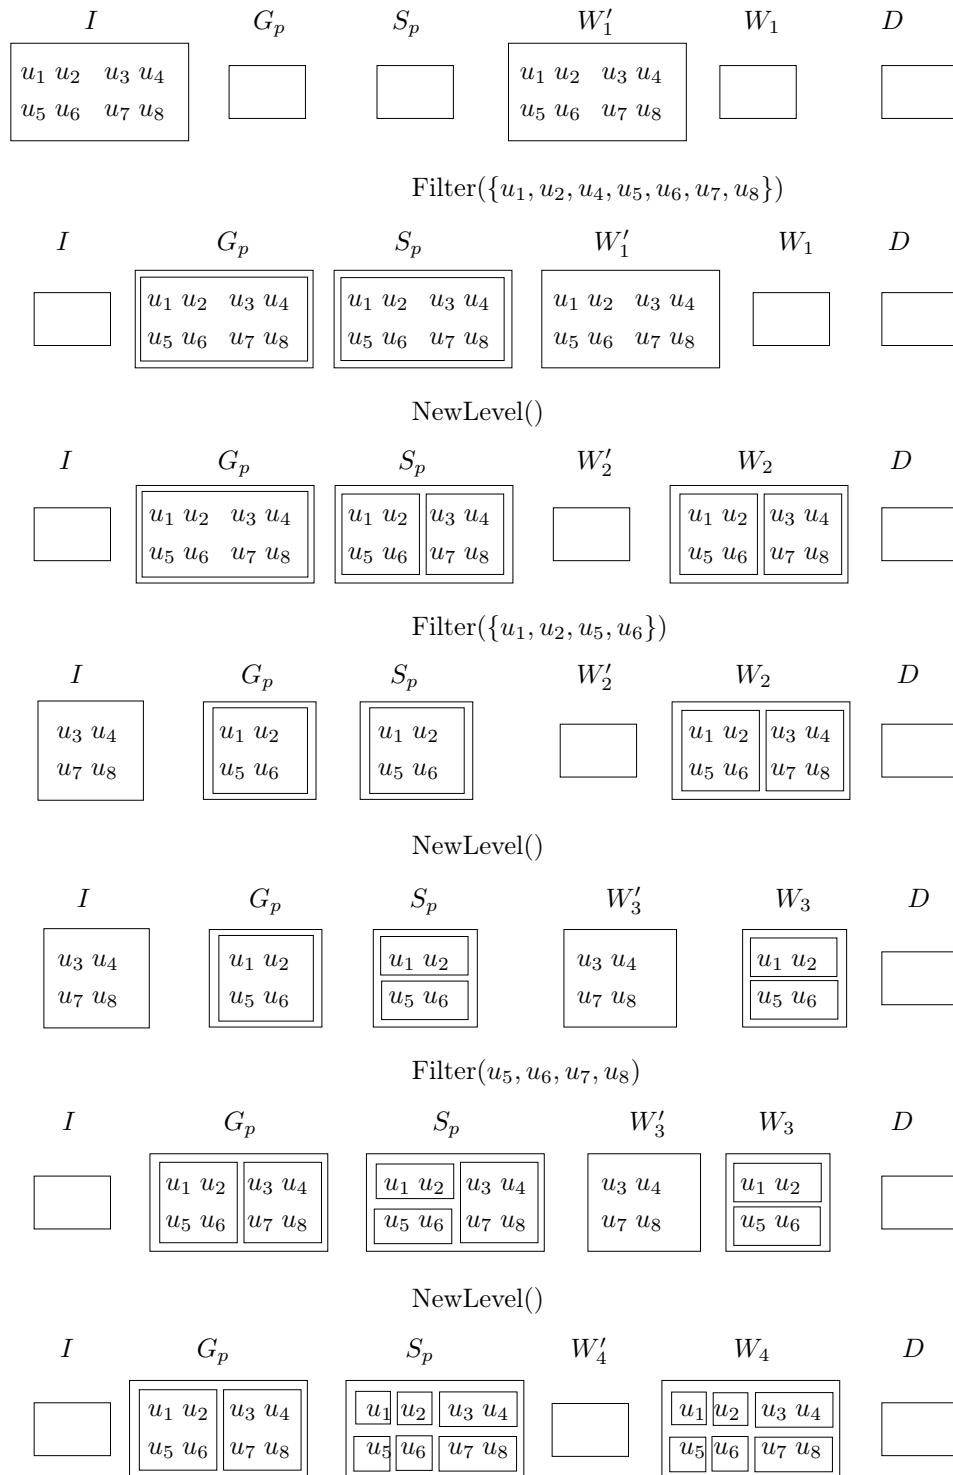 I G_p S_p W'_1 W_1 D
u_1 u_2 u_3 u_4 u_1 u_2 u_3 u_4
u_5 u_6 u_7 u_8 u_5 u_6 u_7 u_8
Filter({u_1, u_2, u_4, u_5, u_6, u_7, u_8})
I G_p S_p W'_1 W_1 D
u_1 u_2 u_3 u_4 u_1 u_2 u_3 u_4 u_1 u_2 u_3 u_4
u_5 u_6 u_7 u_8 u_5 u_6 u_7 u_8 u_5 u_6 u_7 u_8
NewLevel()
I G_p S_p W'_2 W_2 D
u_1 u_2 u_3 u_4 u_1 u_2 u_3 u_4 u_1 u_2 u_3 u_4
u_5 u_6 u_7 u_8 u_5 u_6 u_7 u_8 u_5 u_6 u_7 u_8
Filter({u_1, u_2, u_5, u_6})
I G_p S_p W'_2 W_2 D
u_3 u_4 u_1 u_2 u_1 u_2 u_1 u_2 u_3 u_4
u_7 u_8 u_5 u_6 u_5 u_6 u_5 u_6 u_7 u_8
NewLevel()
I G_p S_p W'_3 W_3 D
u_3 u_4 u_1 u_2 u_1 u_2 u_3 u_4 u_1 u_2
u_7 u_8 u_5 u_6 u_5 u_6 u_7 u_8 u_5 u_6
Filter(u_5, u_6, u_7, u_8)
I G_p S_p W'_3 W_3 D
u_1 u_2 u_3 u_4 u_1 u_2 u_3 u_4 u_3 u_4 u_1 u_2
u_5 u_6 u_7 u_8 u_5 u_6 u_7 u_8 u_7 u_8 u_5 u_6
NewLevel()
I G_p S_p W'_4 W_4 D
u_1 u_2 u_3 u_4 u_1 u_2 u_3 u_4 u_1 u_2 u_3 u_4
u_5 u_6 u_7 u_8 u_5 u_6 u_7 u_8 u_5 u_6 u_7 u_8